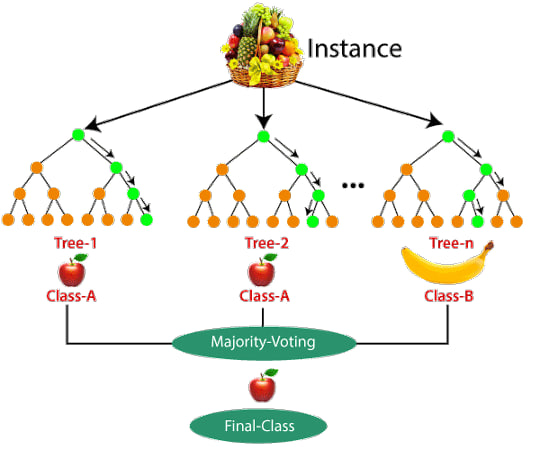 Instance
...
Tree-1
Tree-2
Tree-n
Class-A
Class-A
Class-B
Majority-Voting
Final-Class